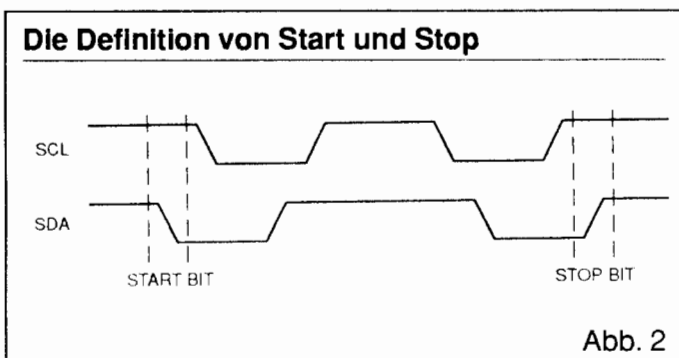 Die Definition von Start und Stop
SCL
SDA
START BIT
STOP BIT
Abb. 2